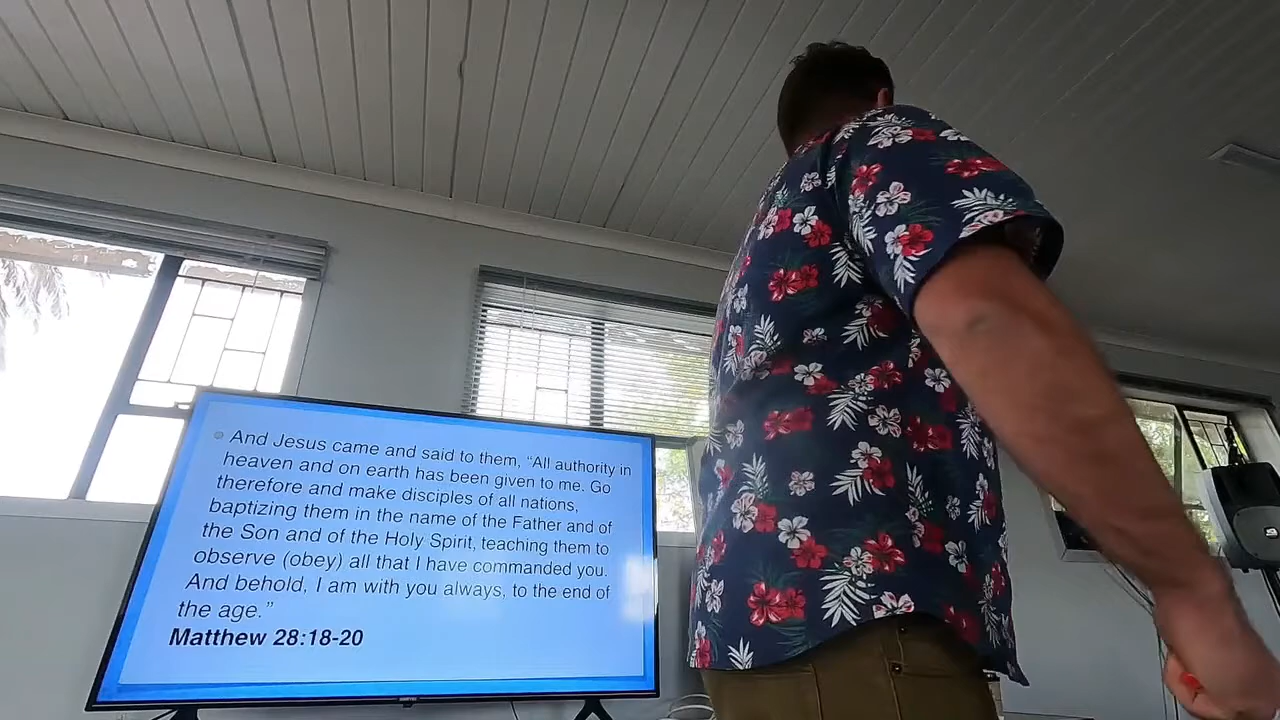 And Jesus came and said to them, “All authority in
heaven and on earth has been given to me. Go
therefore and make disciples of all nations,
baptizing them in the name of the Father and of
the Son and of the Holy Spirit, teaching them to
observe (obey) all that I have commanded you.
And behold, I am with you always, to the end of
the age.”
Matthew 28:18-20